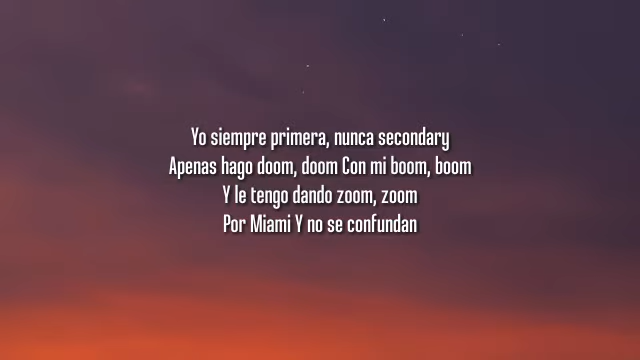 Yo siempre primera, nunca secondary
Apenas hago doom, doom Con mi boom, boom
Y le tengo dando zoom, zoom
Por Miami Y no se confundan